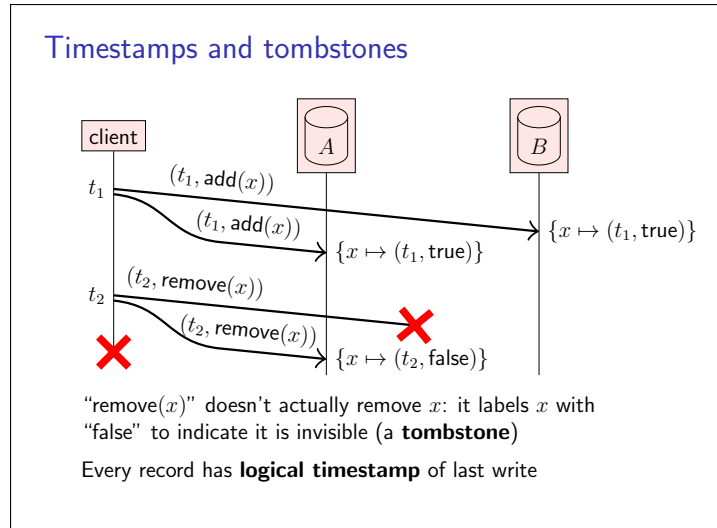 Timestamps and tombstones
client
A
B
t₁
(t₁, add(x))
(t₁, add(x))
{x ↦ (t₁, true)}
{x ↦ (t₁, true)}
t₂
(t₂, remove(x))
(t₂, remove(x))
{x ↦ (t₂, false)}
“remove(x)” doesn’t actually remove x: it labels x with
“false” to indicate it is invisible (a tombstone)
Every record has logical timestamp of last write